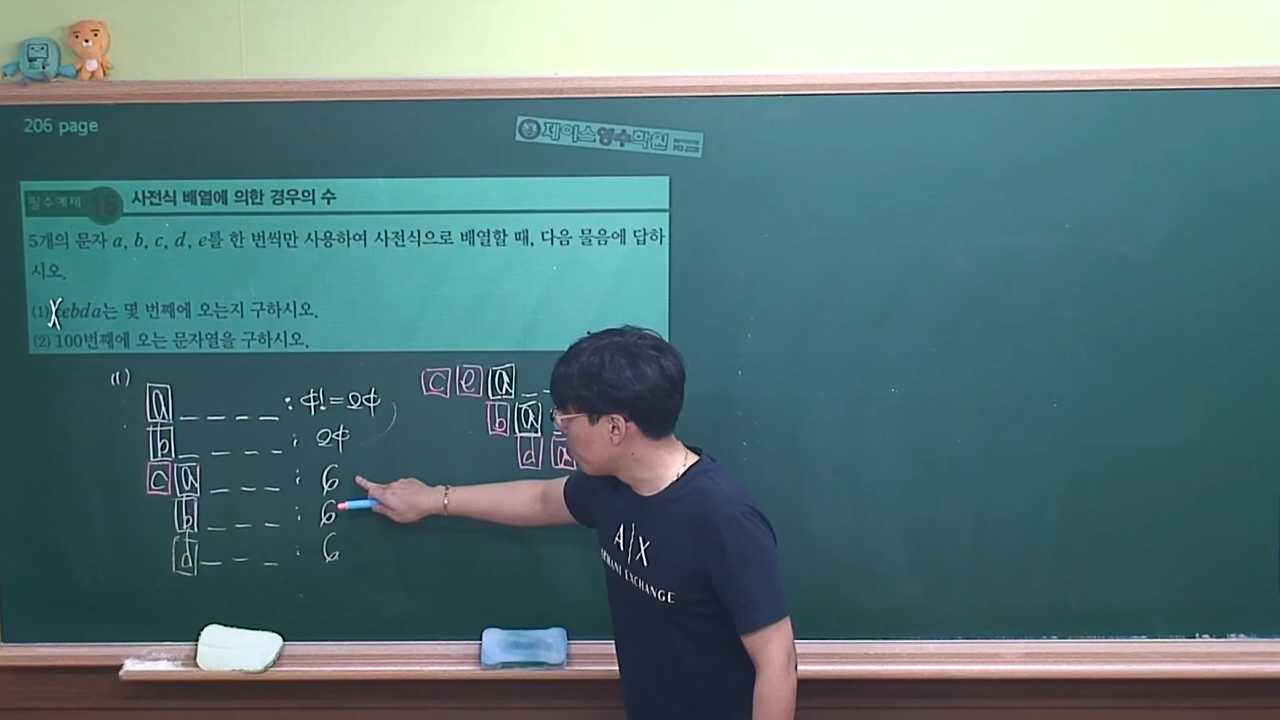 206 page
제이스영수학원
필수예제 15 사전식 배열에 의한 경우의 수
5개의 문자 a, b, c, d, e를 한 번씩만 사용하여 사전식으로 배열할 때, 다음 물음에 답하
시오.
(1) cebda는 몇 번째에 오는지 구하시오.
(2) 100번째에 오는 문자열을 구하시오.
(1)
a _ _ _ _ : 4! = 24
b _ _ _ _ : 24
c a _ _ _ : 6
b _ _ _ : 6
d _ _ _ : 6
c e a _
b a
d a
A|X
ARMANI EXCHANGE